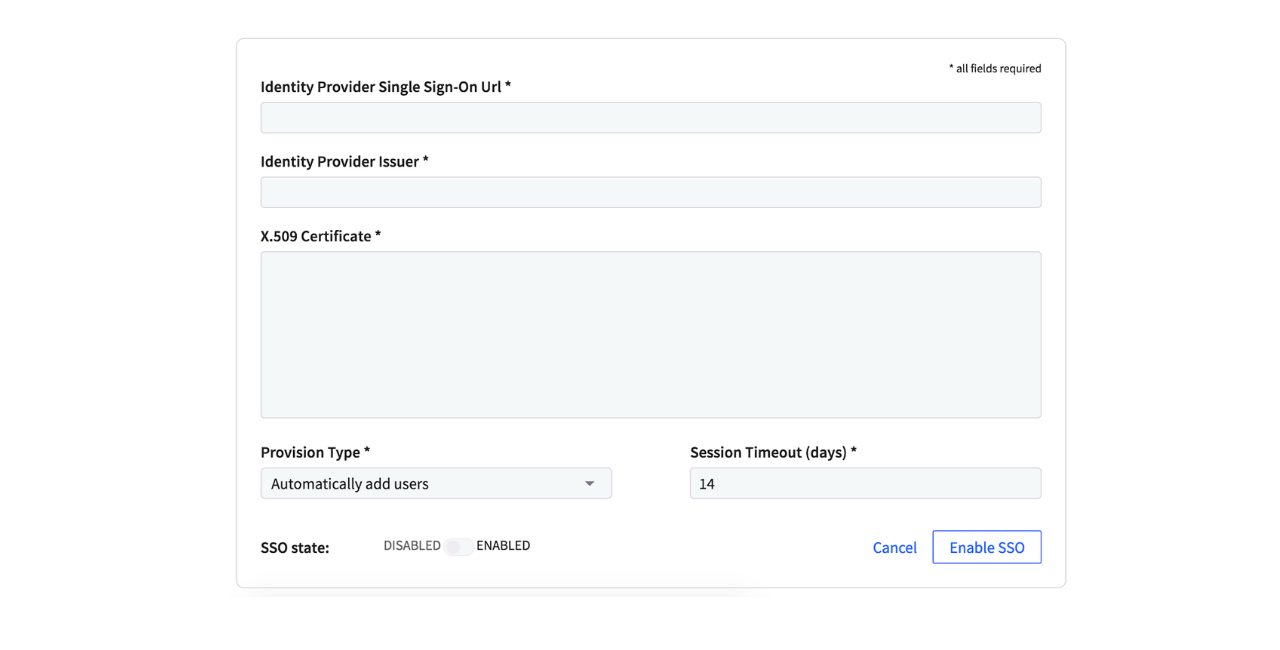 * all fields required
Identity Provider Single Sign-On Url *
Identity Provider Issuer *
X.509 Certificate *
Provision Type * Session Timeout (days) *
Automatically add users 14
SSO state: DISABLED ENABLED Cancel Enable SSO